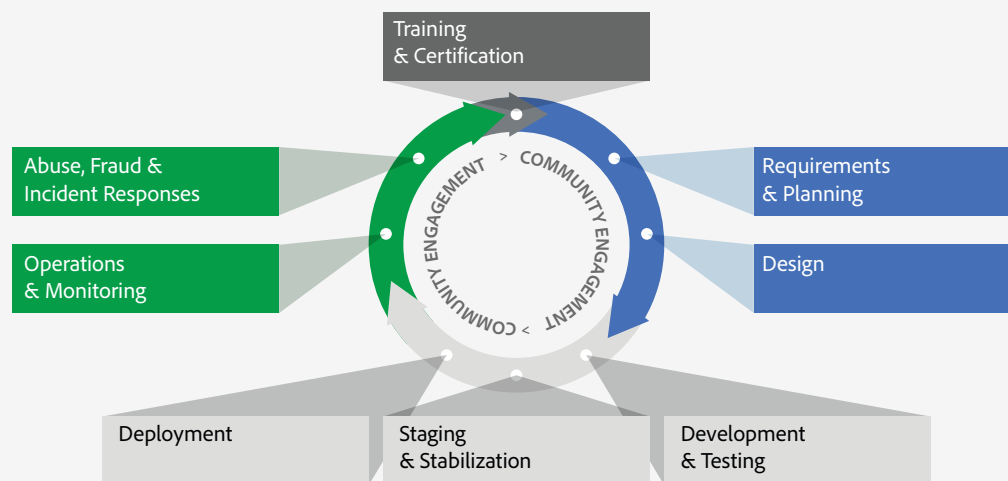 Training
& Certification
Abuse, Fraud &
Incident Responses
Requirements
& Planning
Operations
& Monitoring
Design
> COMMUNITY ENGAGEMENT
> COMMUNITY ENGAGEMENT
Deployment
Staging
& Stabilization
Development
& Testing